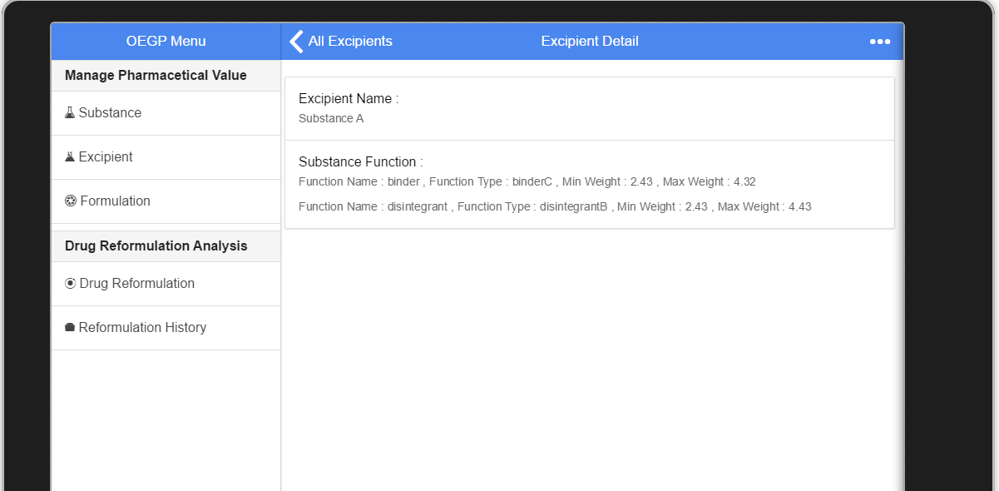 OEGP Menu
All Excipients
Excipient Detail
Manage Pharmacetical Value
Substance
Excipient
Formulation
Drug Reformulation Analysis
Drug Reformulation
Reformulation History
Excipient Name :
Substance A
Substance Function :
Function Name : binder , Function Type : binderC , Min Weight : 2.43 , Max Weight : 4.32
Function Name : disintegrant , Function Type : disintegrantB , Min Weight : 2.43 , Max Weight : 4.43